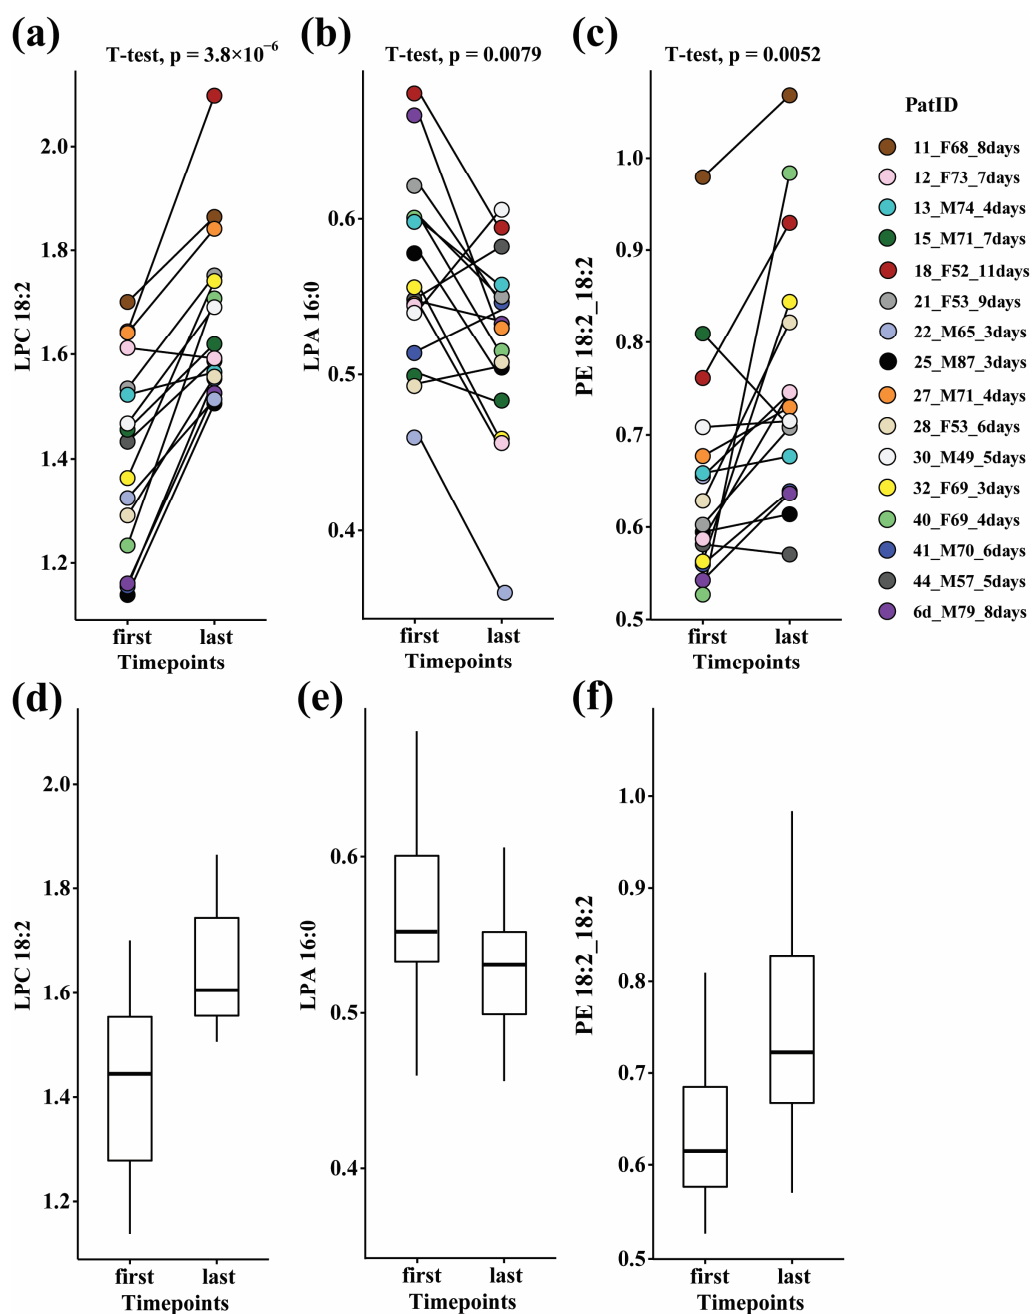 (a)
T-test, p = 3.8×10⁻⁶
LPC 18:2
2.0
1.8
1.6
1.4
1.2
first last
Timepoints
(b)
T-test, p = 0.0079
LPA 16:0
0.6
0.5
0.4
first last
Timepoints
(c)
T-test, p = 0.0052
PE 18:2_18:2
1.0
0.9
0.8
0.7
0.6
0.5
first last
Timepoints
PatID
11_F68_8days
12_F73_7days
13_M74_4days
15_M71_7days
18_F52_11days
21_F53_9days
22_M65_3days
25_M87_3days
27_M71_4days
28_F53_6days
30_M49_5days
32_F69_3days
40_F69_4days
41_M70_6days
44_M57_5days
6d_M79_8days
(d)
LPC 18:2
2.0
1.8
1.6
1.4
1.2
first last
Timepoints
(e)
LPA 16:0
0.6
0.5
0.4
first last
Timepoints
(f)
PE 18:2_18:2
1.0
0.9
0.8
0.7
0.6
0.5
first last
Timepoints